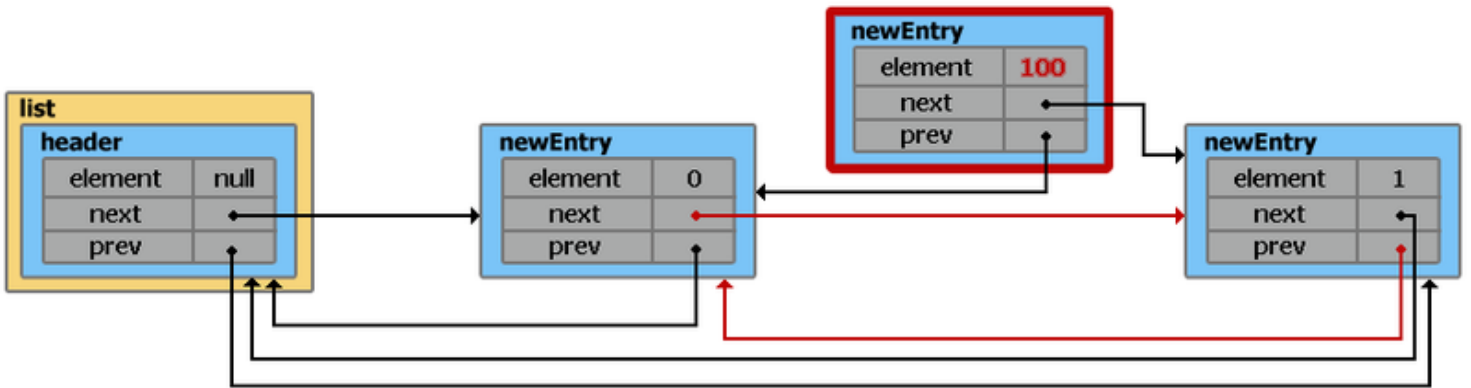 list
header
element null
next
prev
newEntry
element 0
next
prev
newEntry
element 100
next
prev
newEntry
element 1
next
prev